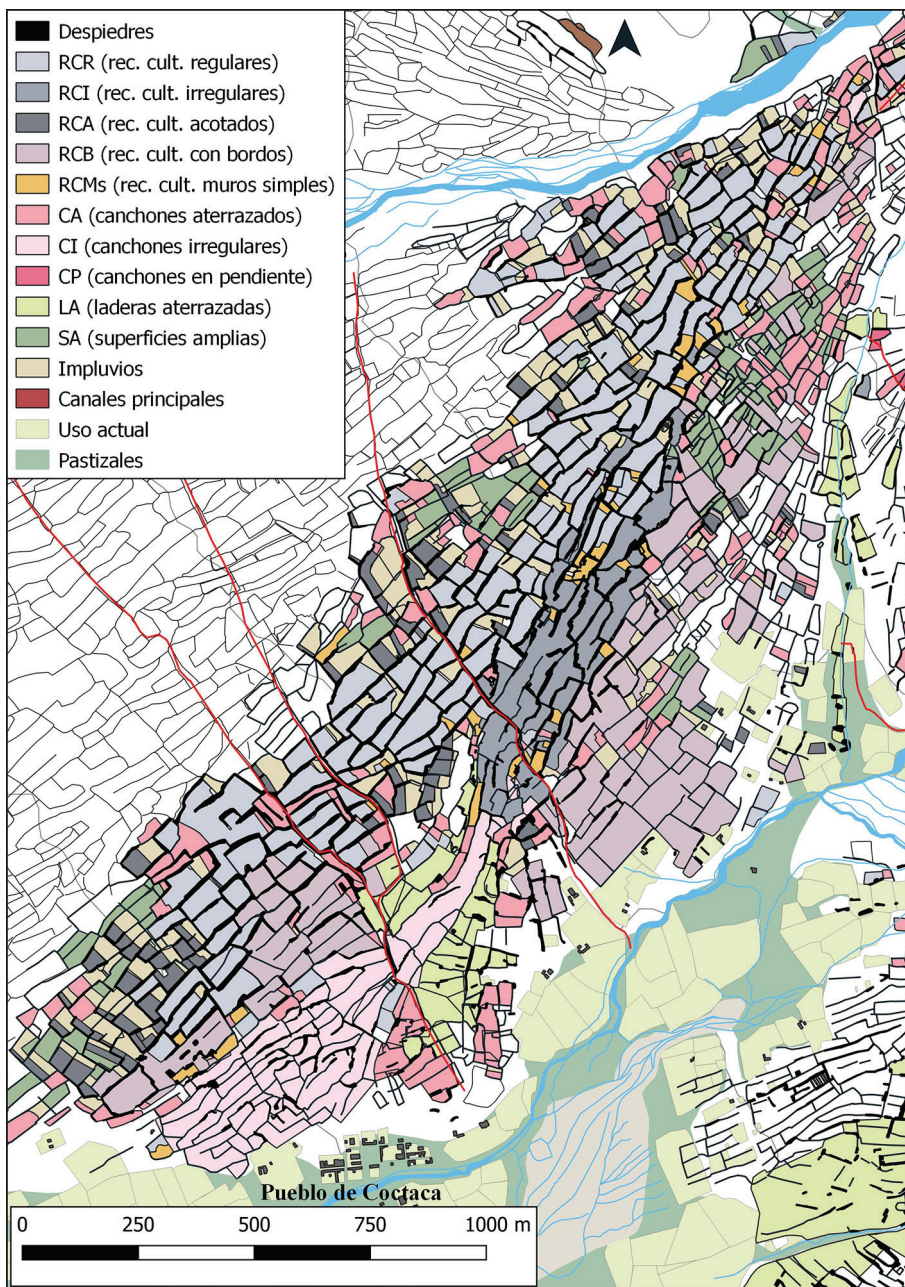 Despiedres
RCR (rec. cult. regulares)
RCI (rec. cult. irregulares)
RCA (rec. cult. acotados)
RCB (rec. cult. con bordos)
RCMs (rec. cult. muros simples)
CA (canchones aterrazados)
CI (canchones irregulares)
CP (canchones en pendiente)
LA (laderas aterrazadas)
SA (superficies amplias)
Impluvios
Canales principales
Uso actual
Pastizales
Pueblo de Coctaca
0 250 500 750 1000 m